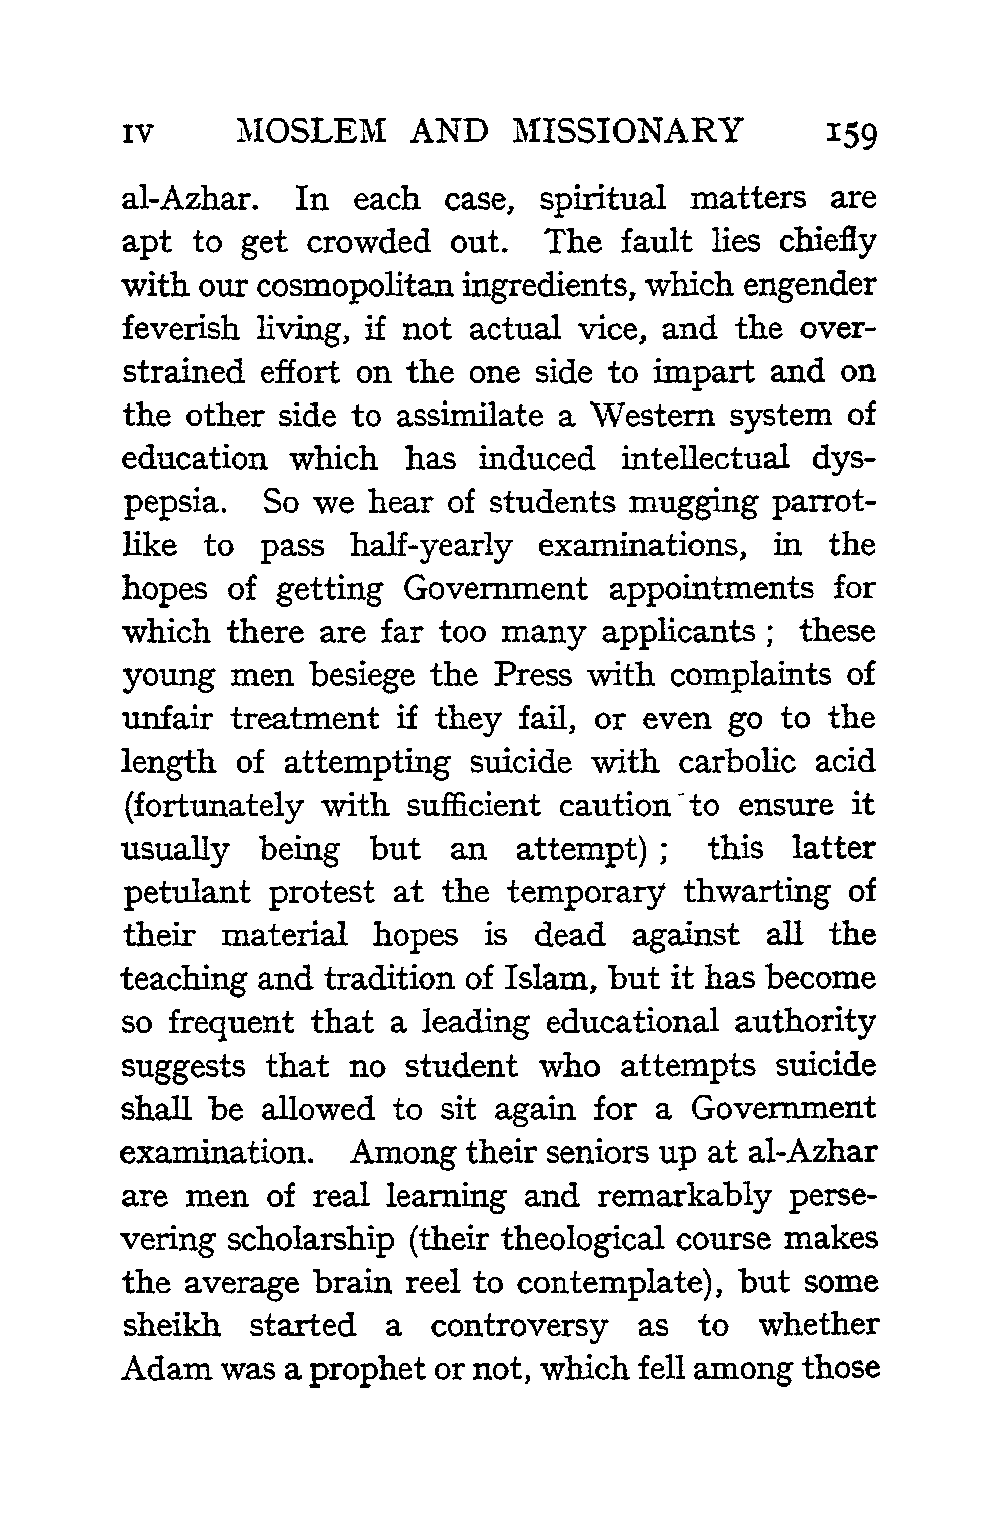 IV MOSLEM AND MISSIONARY 159
al-Azhar. In each case, spiritual matters are
apt to get crowded out. The fault lies chiefly
with our cosmopolitan ingredients, which engender
feverish living, if not actual vice, and the over-
strained effort on the one side to impart and on
the other side to assimilate a Western system of
education which has induced intellectual dys-
pepsia. So we hear of students mugging parrot-
like to pass half-yearly examinations, in the
hopes of getting Government appointments for
which there are far too many applicants ; these
young men besiege the Press with complaints of
unfair treatment if they fail, or even go to the
length of attempting suicide with carbolic acid
(fortunately with sufficient caution to ensure it
usually being but an attempt) ; this latter
petulant protest at the temporary thwarting of
their material hopes is dead against all the
teaching and tradition of Islam, but it has become
so frequent that a leading educational authority
suggests that no student who attempts suicide
shall be allowed to sit again for a Government
examination. Among their seniors up at al-Azhar
are men of real learning and remarkably perse-
vering scholarship (their theological course makes
the average brain reel to contemplate), but some
sheikh started a controversy as to whether
Adam was a prophet or not, which fell among those